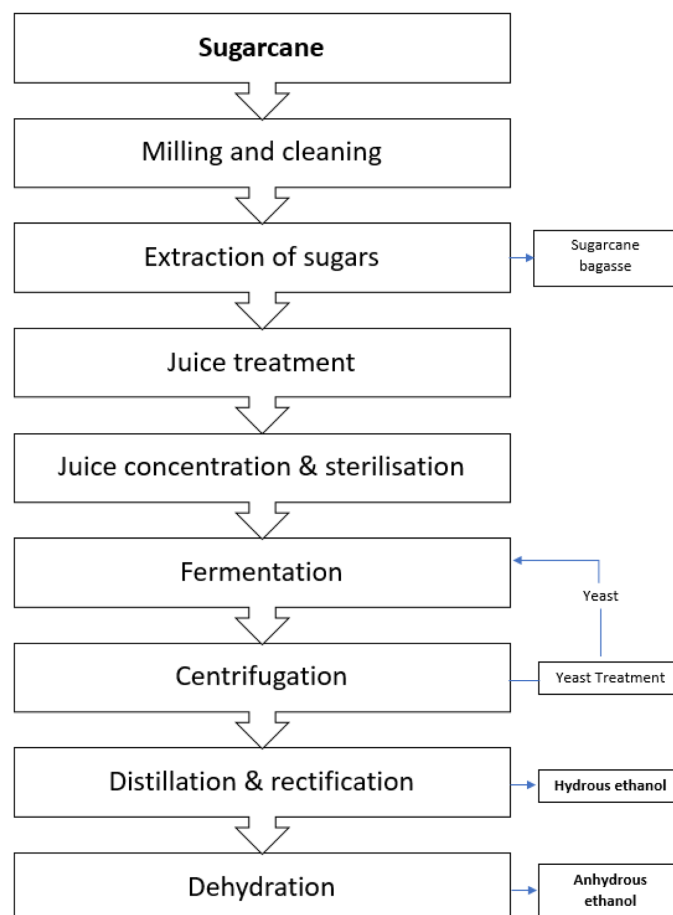 Sugarcane
Milling and cleaning
Extraction of sugars
Sugarcane
bagasse
Juice treatment
Juice concentration & sterilisation
Fermentation
Yeast
Centrifugation
Yeast Treatment
Distillation & rectification
Hydrous ethanol
Dehydration
Anhydrous
ethanol